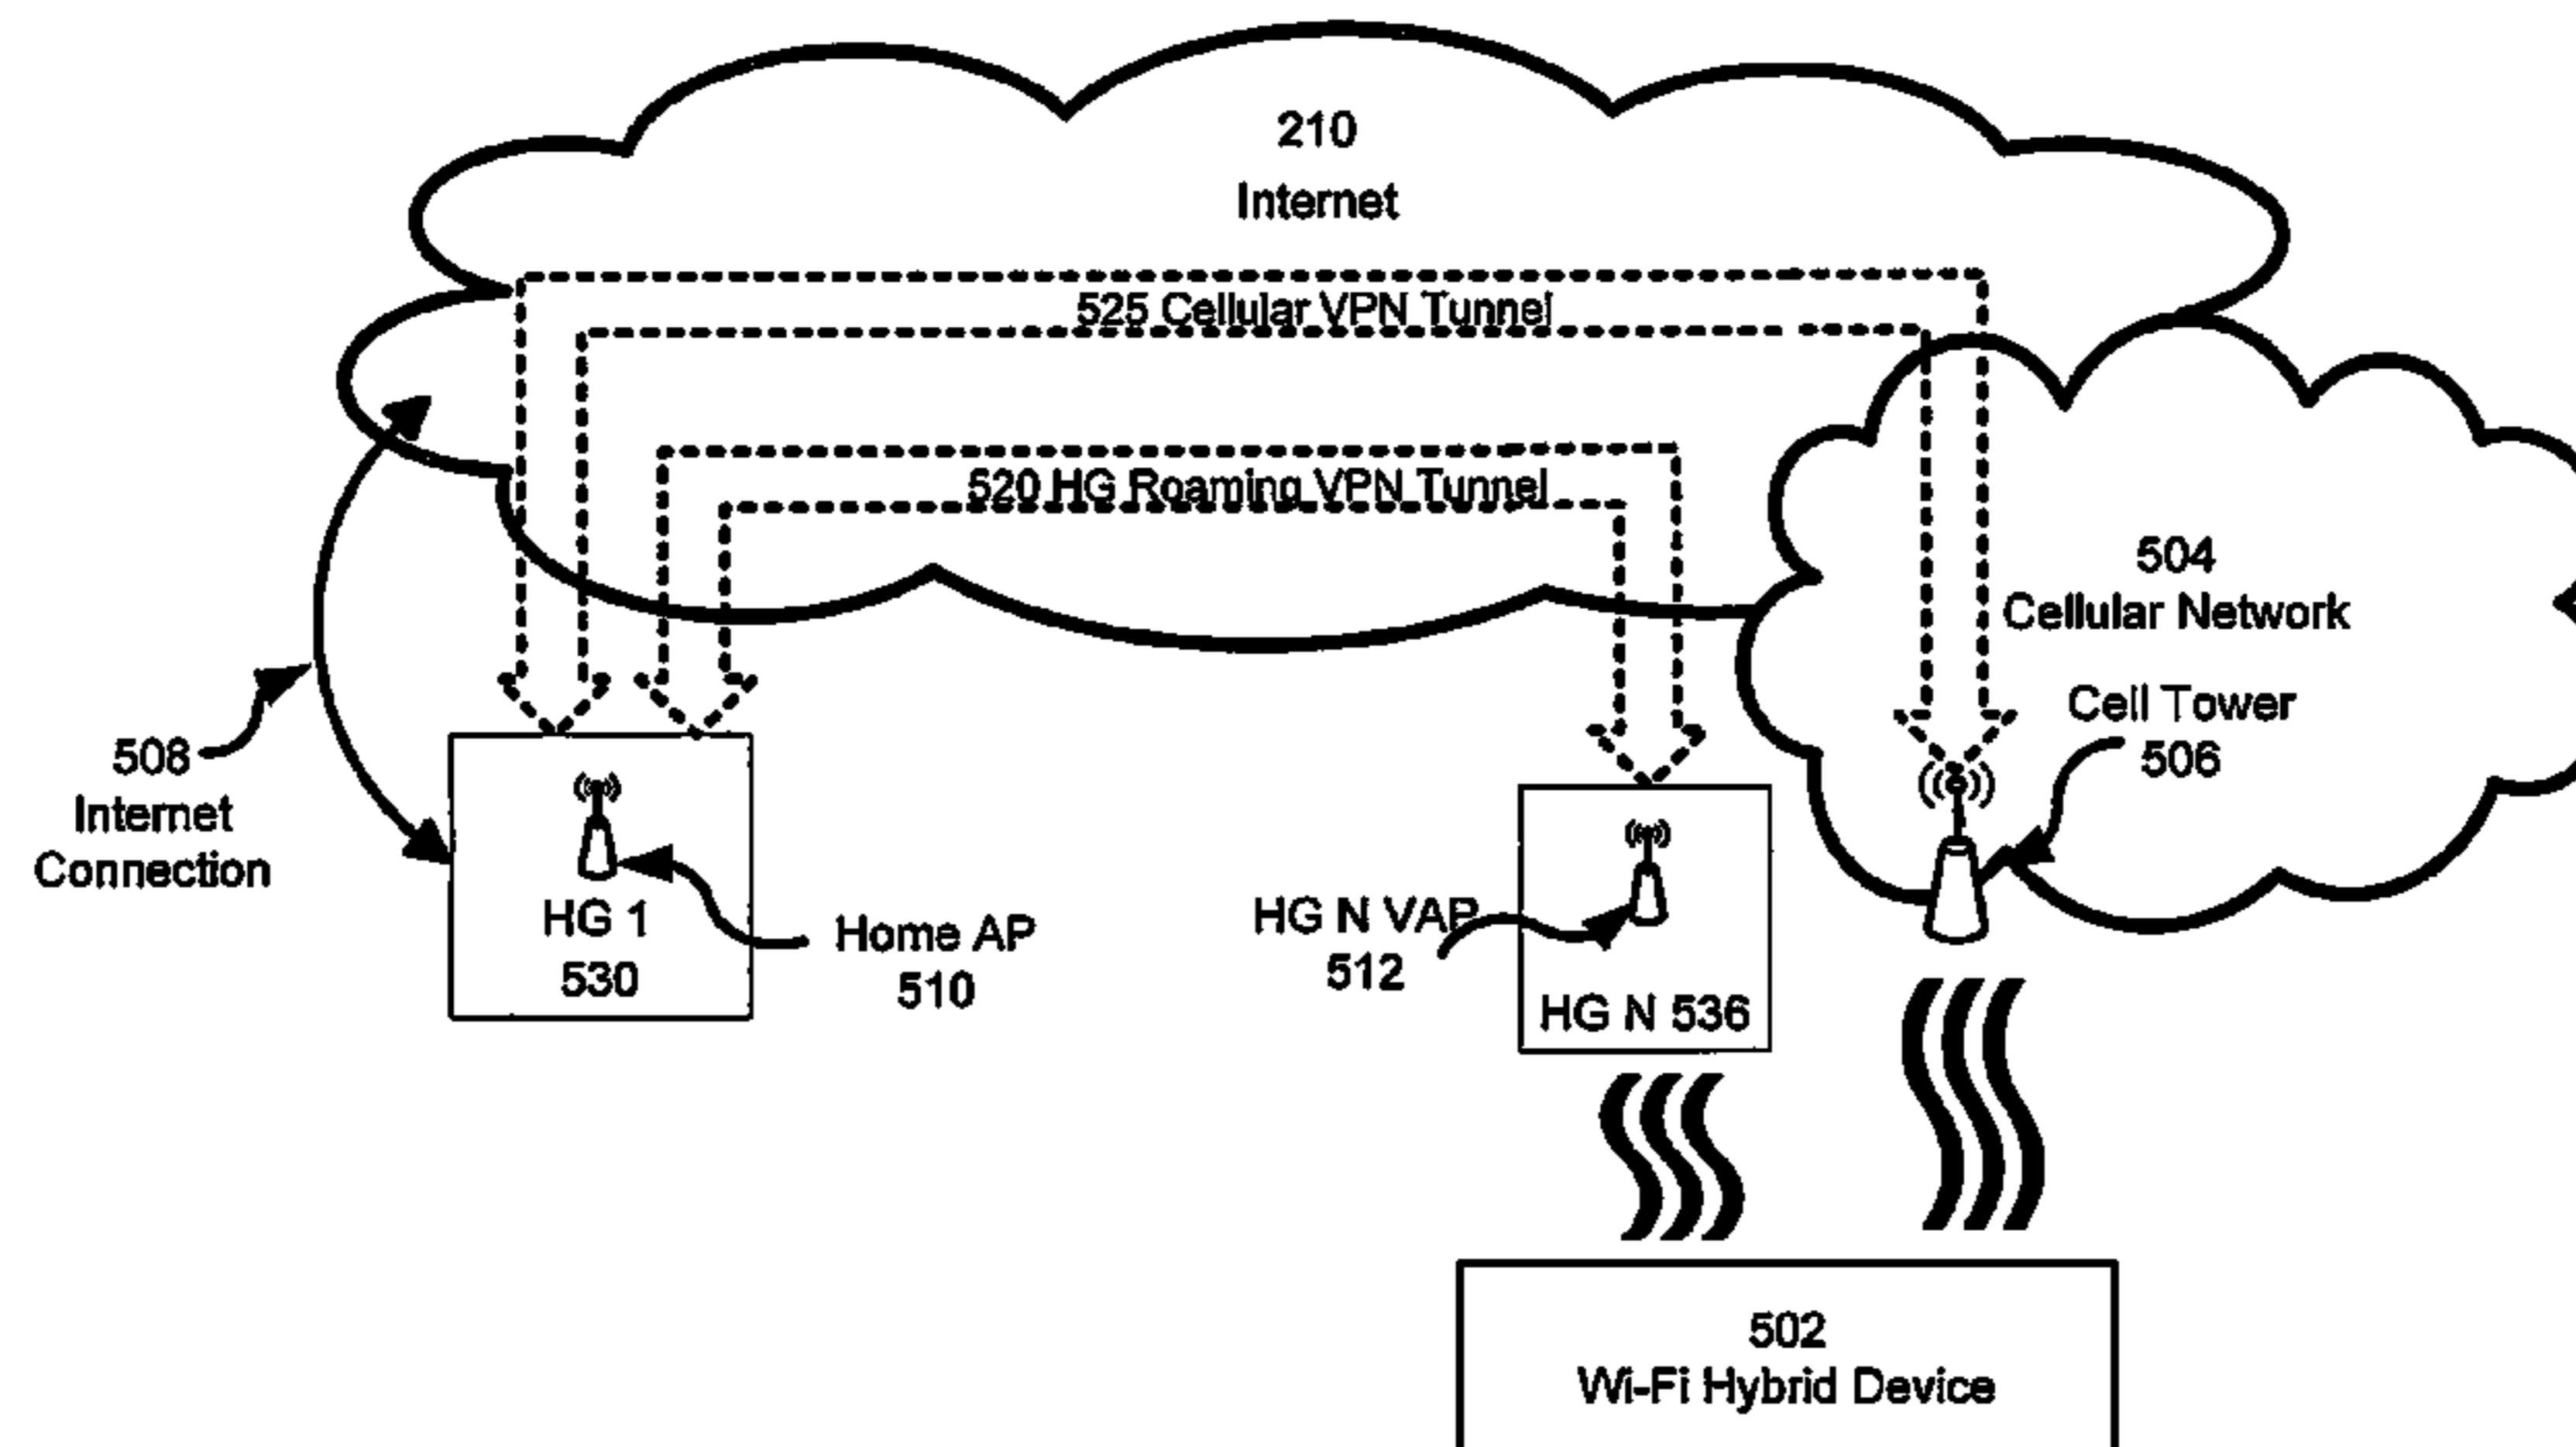 210
Internet
525 Cellular VPN Tunnel
520 HG Roaming VPN Tunnel
504
Cellular Network
Cell Tower
506
508
Internet
Connection
HG 1
530
Home AP
510
HG N VAP
512
HG N 536
502
Wi-Fi Hybrid Device